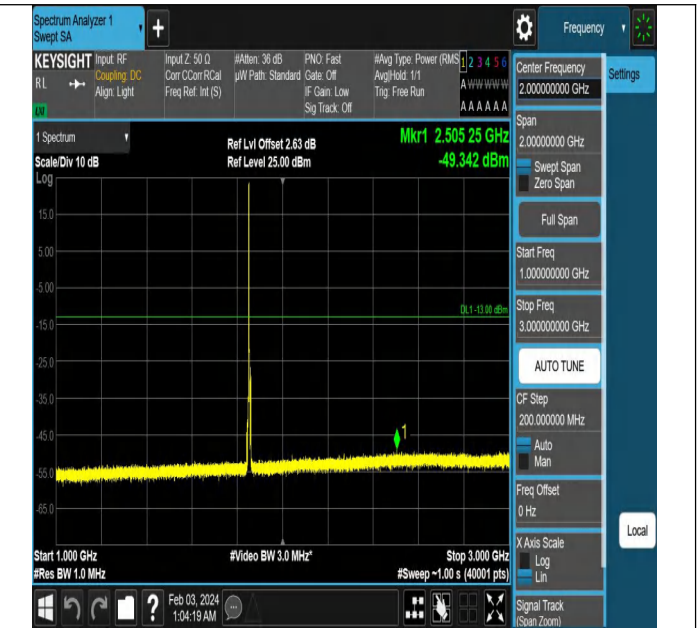 Spectrum Analyzer 1
Swept SA
+
Frequency
KEYSIGHT
RL
LXI
Input: RF
Coupling: DC
Align: Light
Input Z: 50 Ω
Corr CCorr RCal
Freq Ref: Int (S)
#Atten: 36 dB
µW Path: Standard
PNO: Fast
Gate: Off
IF Gain: Low
Sig Track: Off
#Avg Type: Power (RMS
Avg|Hold: 1/1
Trig: Free Run
1 2 3 4 5 6
A W W W W W
A A A A A A
1 Spectrum
Scale/Div 10 dB
Log
Ref Lvl Offset 2.63 dB
Ref Level 25.00 dBm
Mkr1 2.505 25 GHz
-49.342 dBm
15.0
5.00
-5.00
DL1 -13.00 dBm
-15.0
-25.0
-35.0
-45.0
1
-55.0
-65.0
Start 1.000 GHz
#Res BW 1.0 MHz
#Video BW 3.0 MHz*
Stop 3.000 GHz
#Sweep ~1.00 s (40001 pts)
?
Feb 03, 2024
1:04:19 AM
Center Frequency
2.000000000 GHz
Settings
Span
2.00000000 GHz
Swept Span
Zero Span
Full Span
Start Freq
1.000000000 GHz
Stop Freq
3.000000000 GHz
AUTO TUNE
CF Step
200.000000 MHz
Auto
Man
Freq Offset
0 Hz
Local
X Axis Scale
Log
Lin
Signal Track
(Span Zoom)